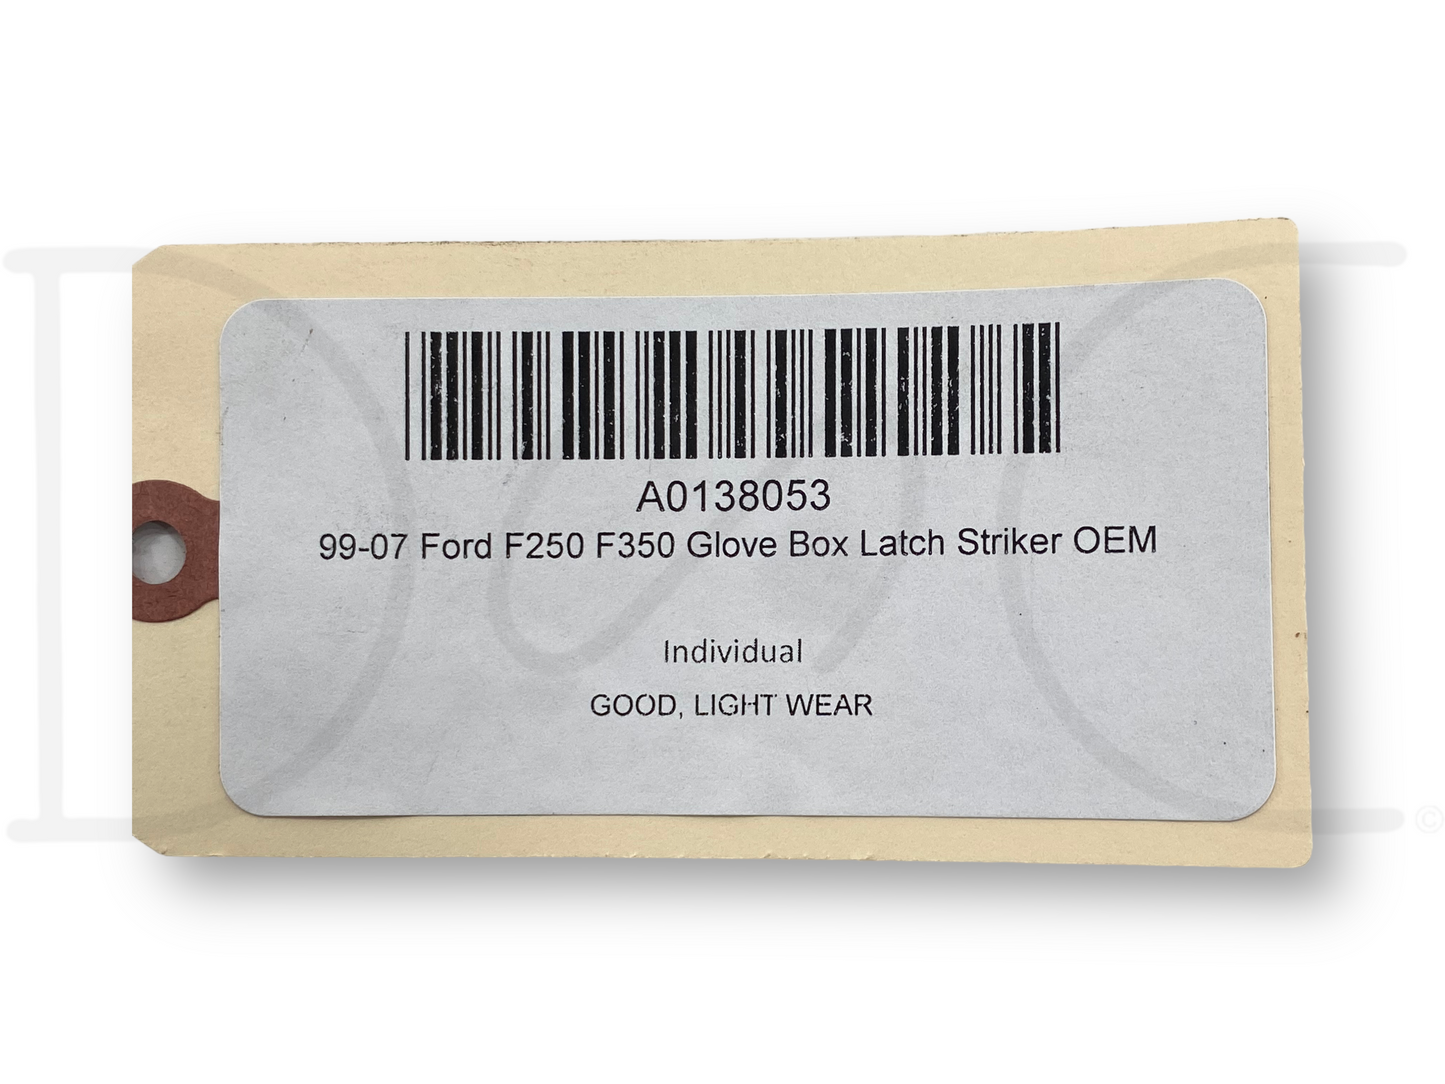 A0138053
99-07 Ford F250 F350 Glove Box Latch Striker OEM
Individual
GOOD, LIGHT WEAR
©